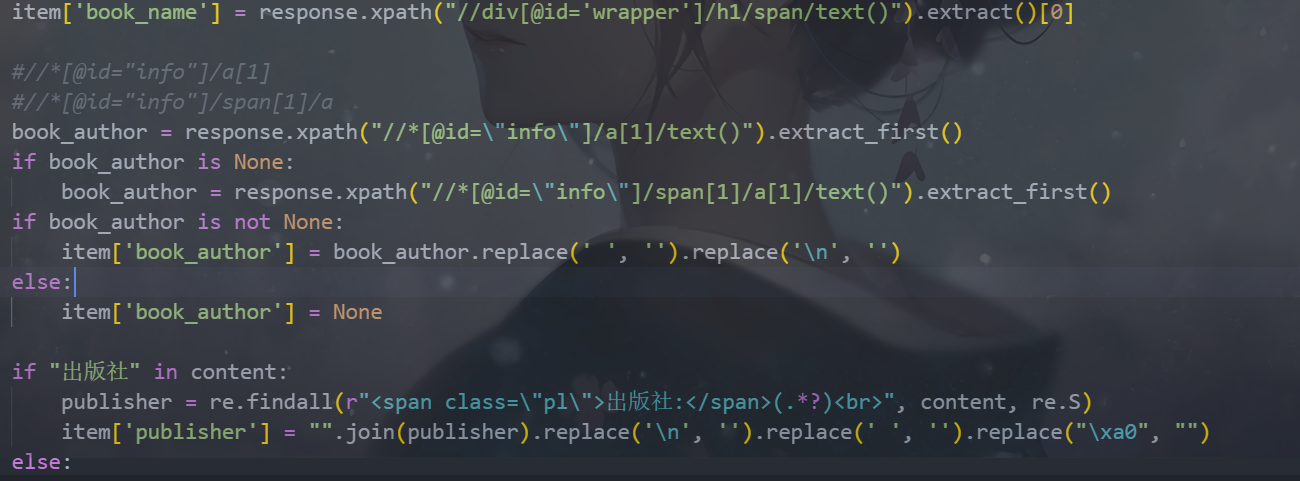 item['book_name'] = response.xpath("//div[@id='wrapper']/h1/span/text()").extract()[0]
#//*[@id="info"]/a[1]
#//*[@id="info"]/span[1]/a
book_author = response.xpath("//*[@id=\"info\"]/a[1]/text()").extract_first()
if book_author is None:
    book_author = response.xpath("//*[@id=\"info\"]/span[1]/a[1]/text()").extract_first()
if book_author is not None:
    item['book_author'] = book_author.replace(' ', '').replace('\n', '')
else:
    item['book_author'] = None
if "出版社" in content:
    publisher = re.findall(r"<span class=\"pl\">出版社:</span>(.*?)<br>", content, re.S)
    item['publisher'] = "".join(publisher).replace('\n', '').replace(' ', '').replace("\xa0", "")
else: